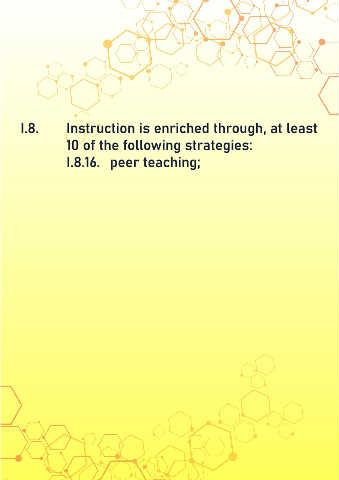 I.8. Instruction is enriched through, at least
10 of the following strategies:
I.8.16. peer teaching;